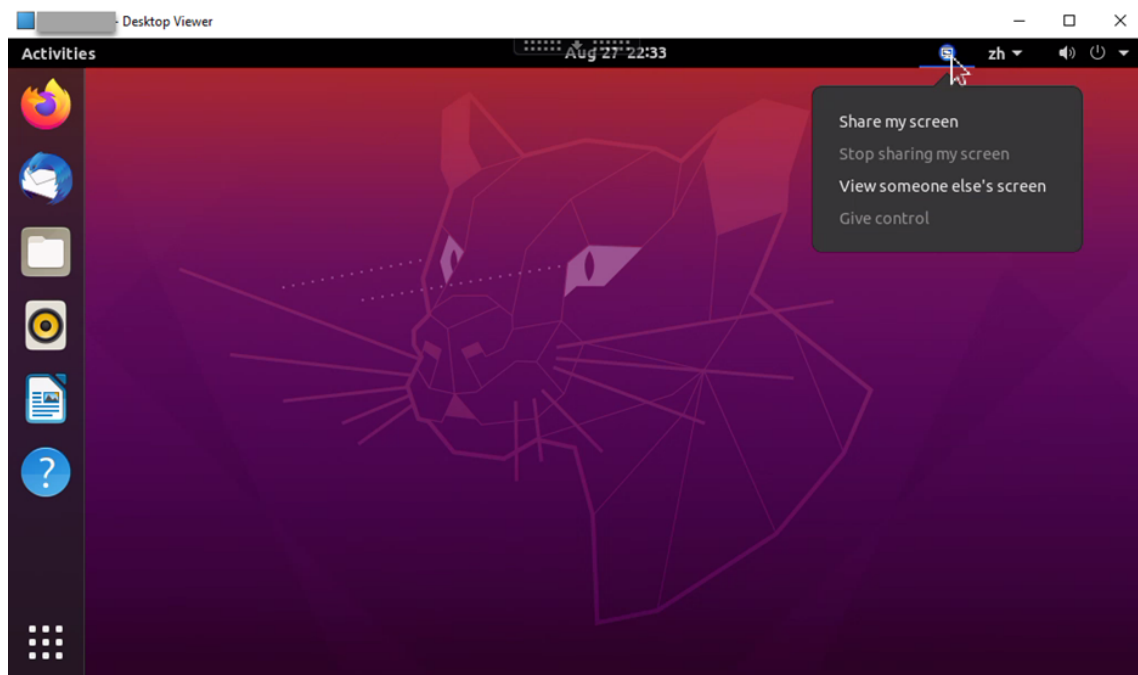 - Desktop Viewer
Activities Aug 27 22:33 zh
Share my screen
Stop sharing my screen
View someone else's screen
Give control
?